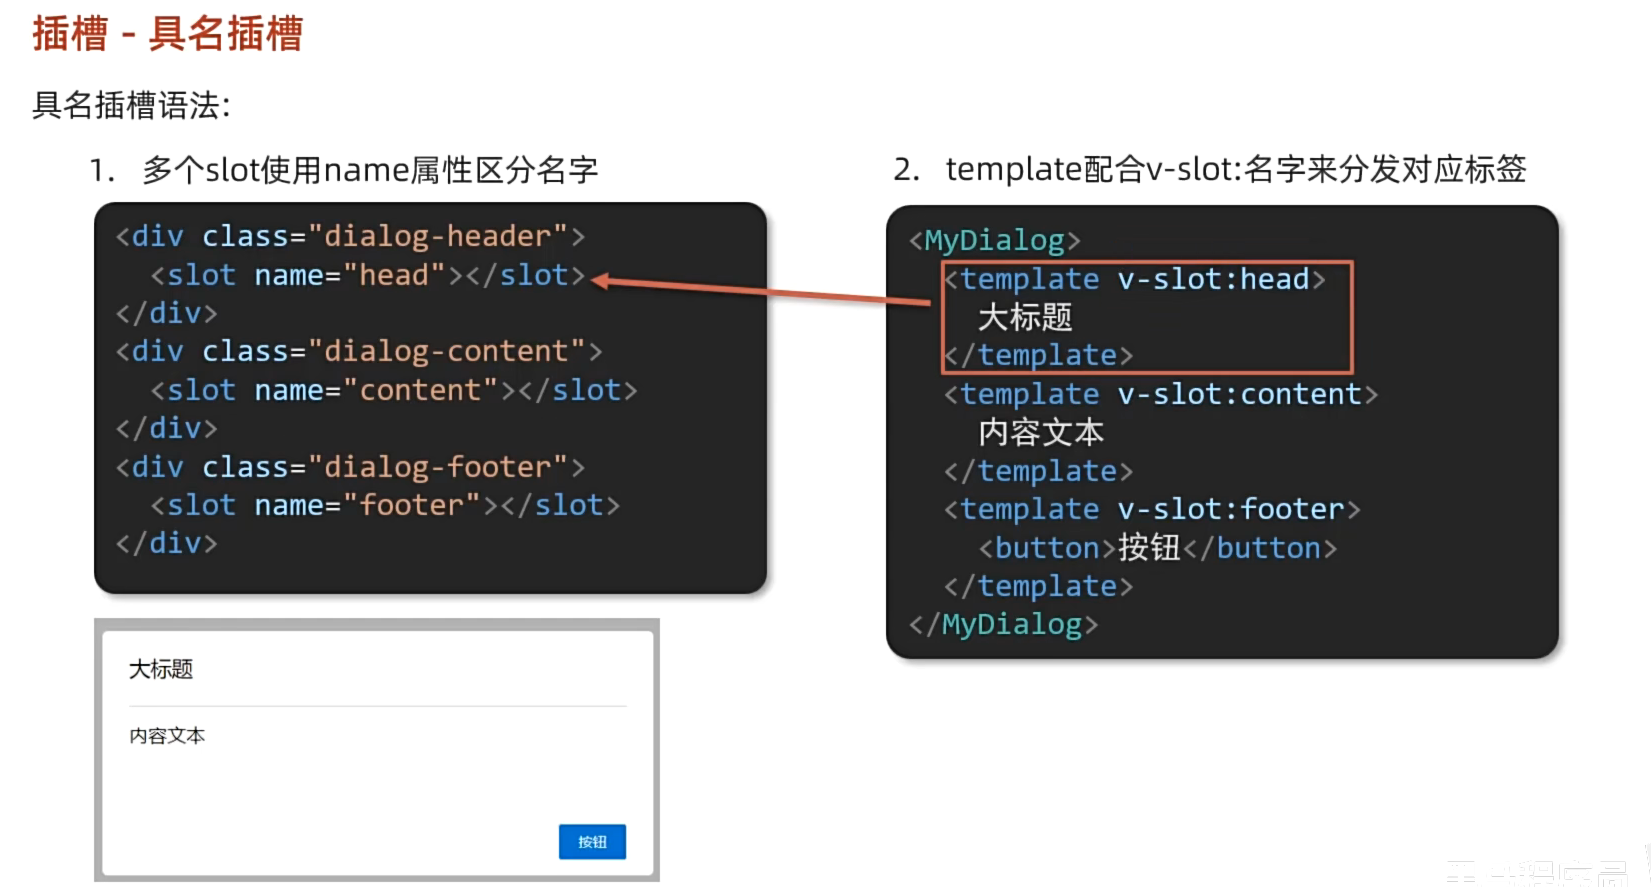 插槽 - 具名插槽
具名插槽语法：
1. 多个slot使用name属性区分名字
<div class="dialog-header">
<slot name="head"></slot>
</div>
<div class="dialog-content">
<slot name="content"></slot>
</div>
<div class="dialog-footer">
<slot name="footer"></slot>
</div>
大标题
内容文本
按钮
2. template配合v-slot:名字来分发对应标签
<MyDialog>
<template v-slot:head>
大标题
</template>
<template v-slot:content>
内容文本
</template>
<template v-slot:footer>
<button>按钮</button>
</template>
</MyDialog>